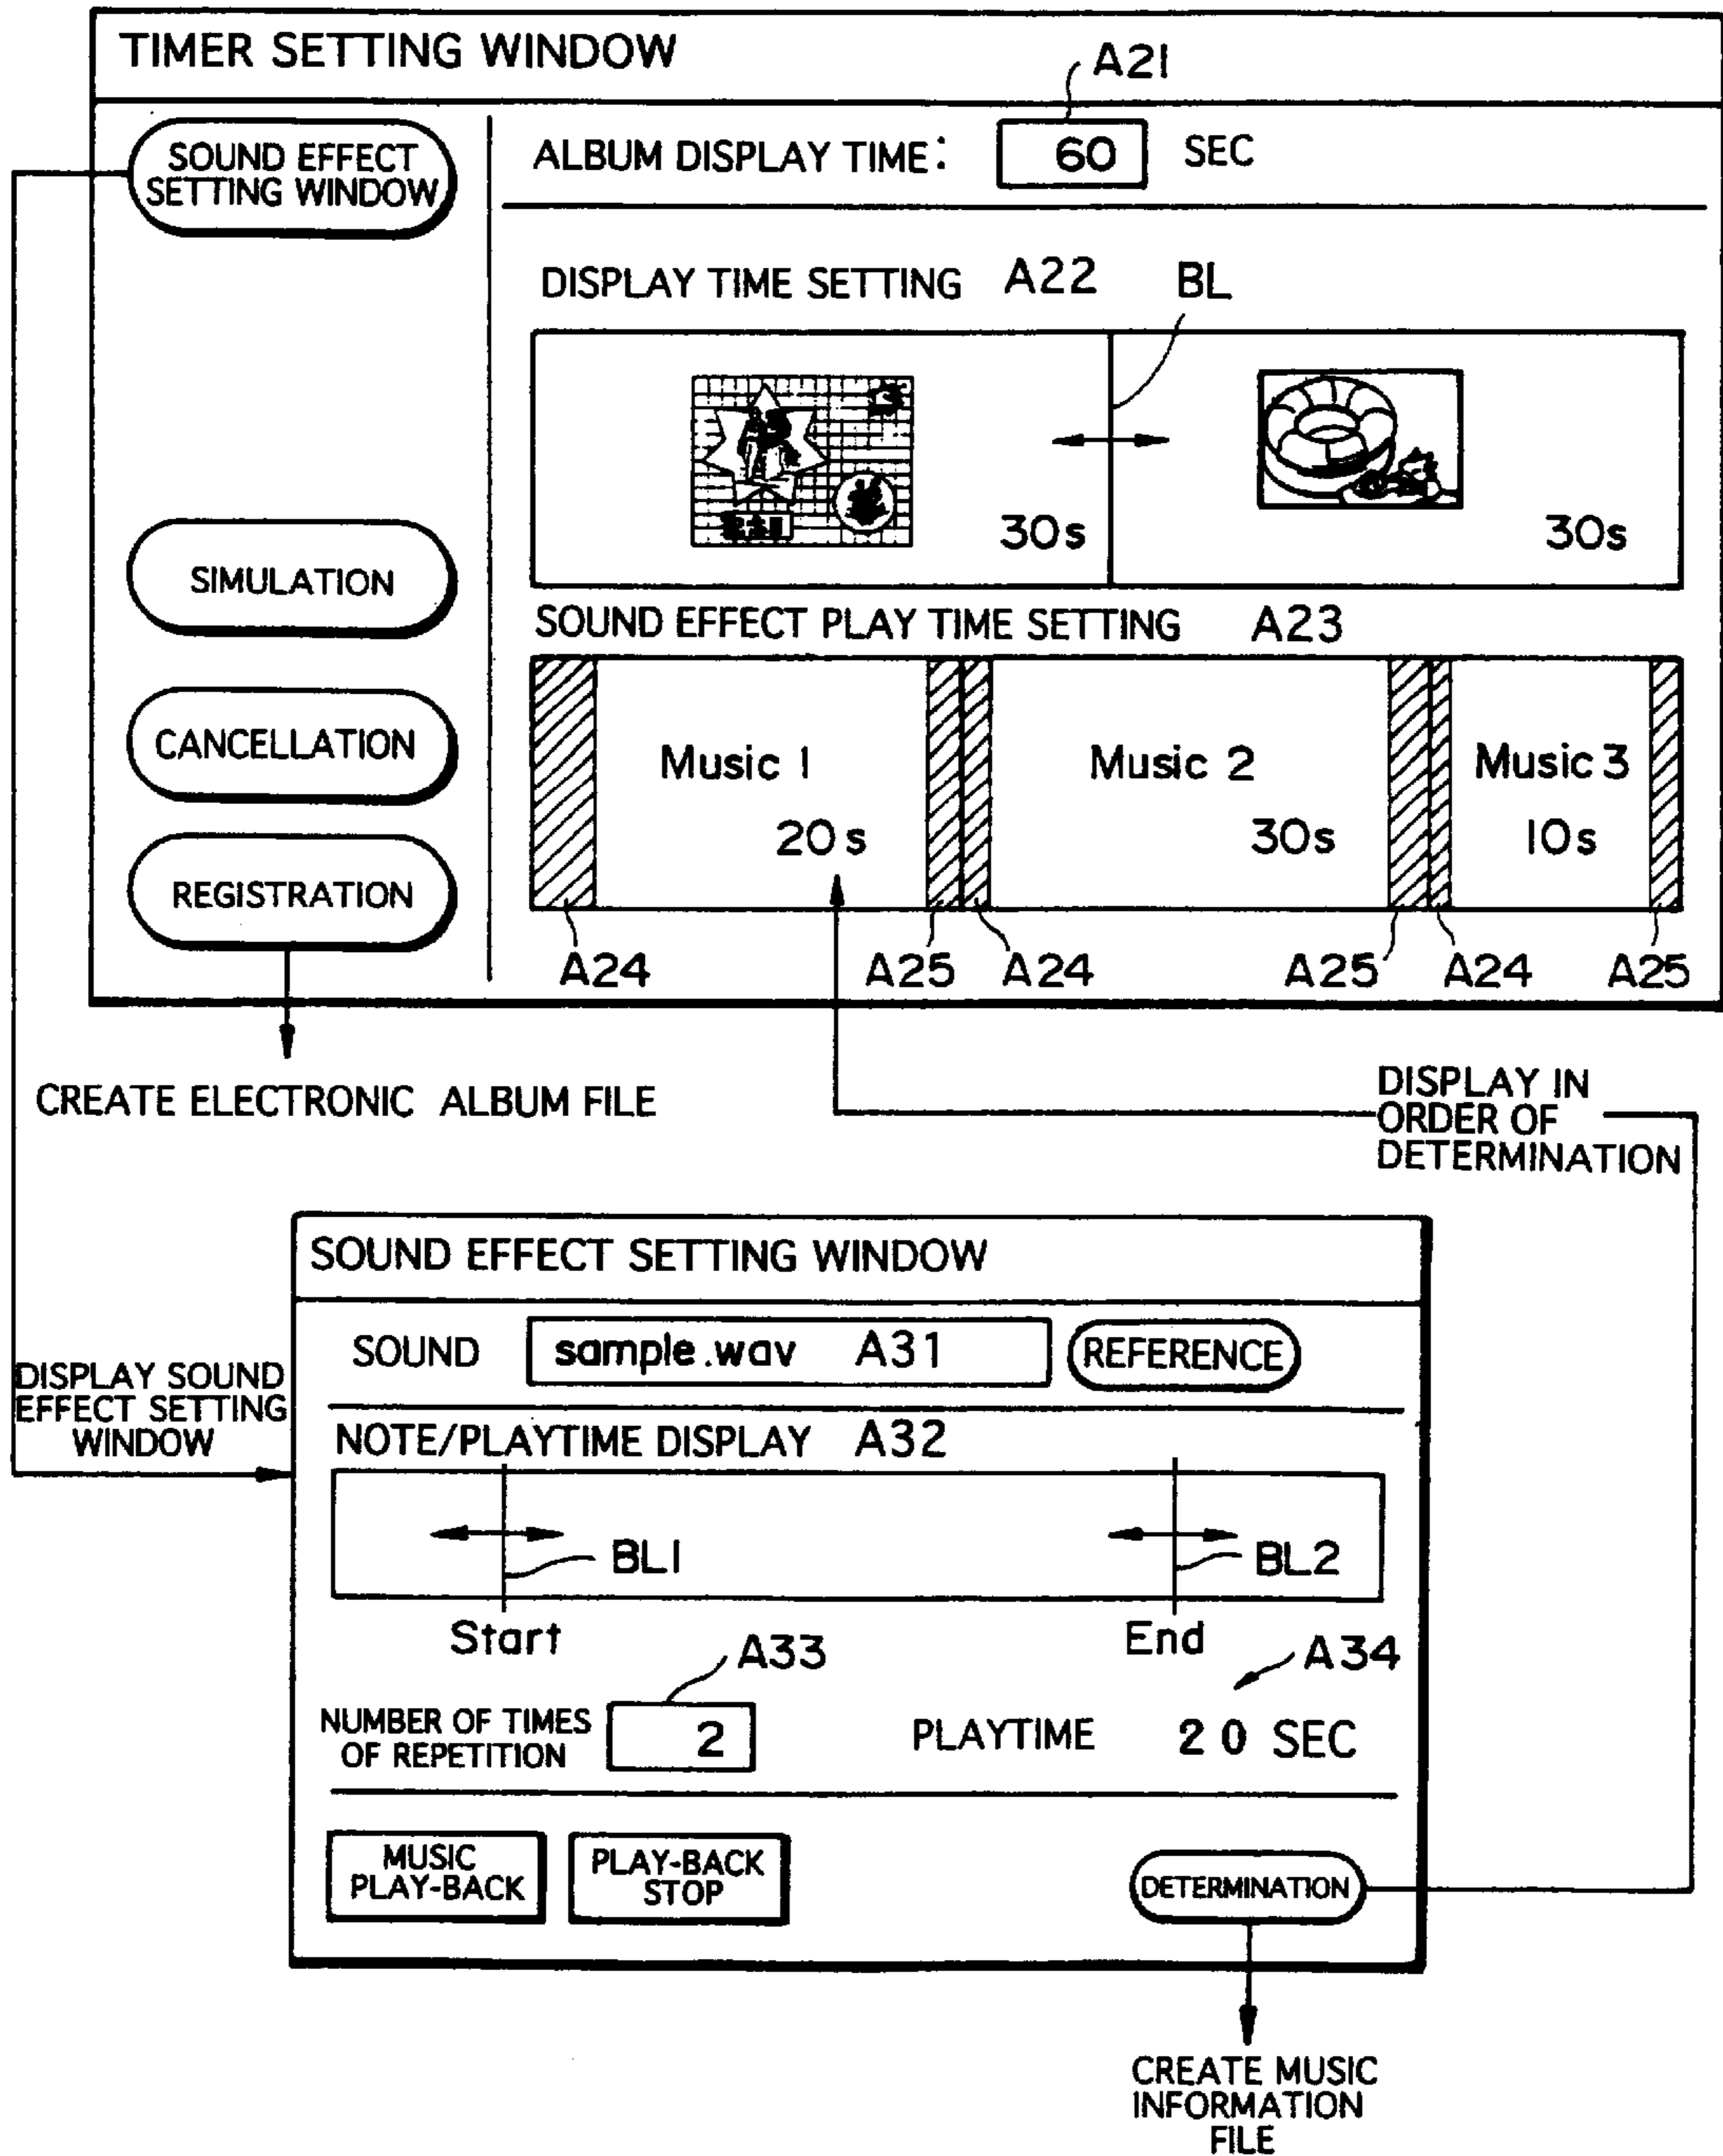 TIMER SETTING WINDOW
A21
SOUND EFFECT
SETTING WINDOW
ALBUM DISPLAY TIME:
60
SEC
DISPLAY TIME SETTING A22
BL
30s
30s
SIMULATION
SOUND EFFECT PLAY TIME SETTING A23
CANCELLATION
Music 1
Music 2
Music 3
20s
30s
10s
REGISTRATION
A24
A25
A24
A25
A24
A25
CREATE ELECTRONIC ALBUM FILE
DISPLAY IN
ORDER OF
DETERMINATION
SOUND EFFECT SETTING WINDOW
SOUND
sample.wav A31
REFERENCE
DISPLAY SOUND
EFFECT SETTING
WINDOW
NOTE/PLAYTIME DISPLAY A32
BL1
BL2
Start
End
A33
A34
NUMBER OF TIMES
OF REPETITION
2
PLAYTIME 20 SEC
MUSIC
PLAY-BACK
PLAY-BACK
STOP
DETERMINATION
CREATE MUSIC
INFORMATION
FILE